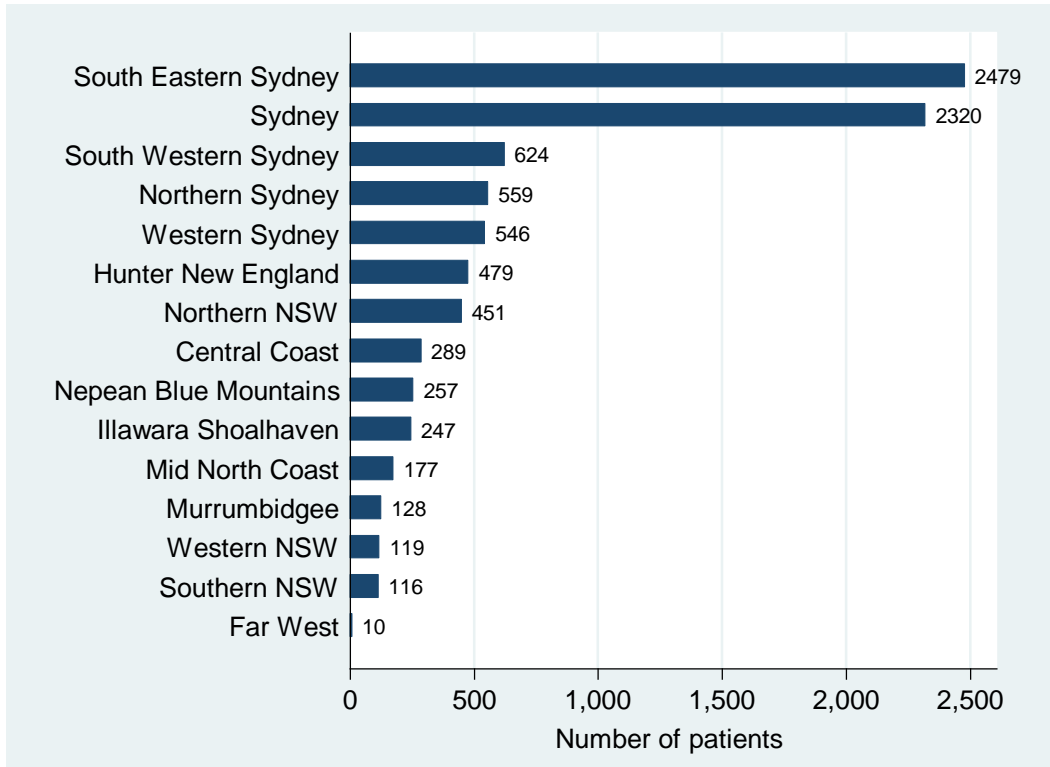 South Eastern Sydney 2479
Sydney 2320
South Western Sydney 624
Northern Sydney 559
Western Sydney 546
Hunter New England 479
Northern NSW 451
Central Coast 289
Nepean Blue Mountains 257
Illawara Shoalhaven 247
Mid North Coast 177
Murrumbidgee 128
Western NSW 119
Southern NSW 116
Far West 10
0 500 1,000 1,500 2,000 2,500
Number of patients